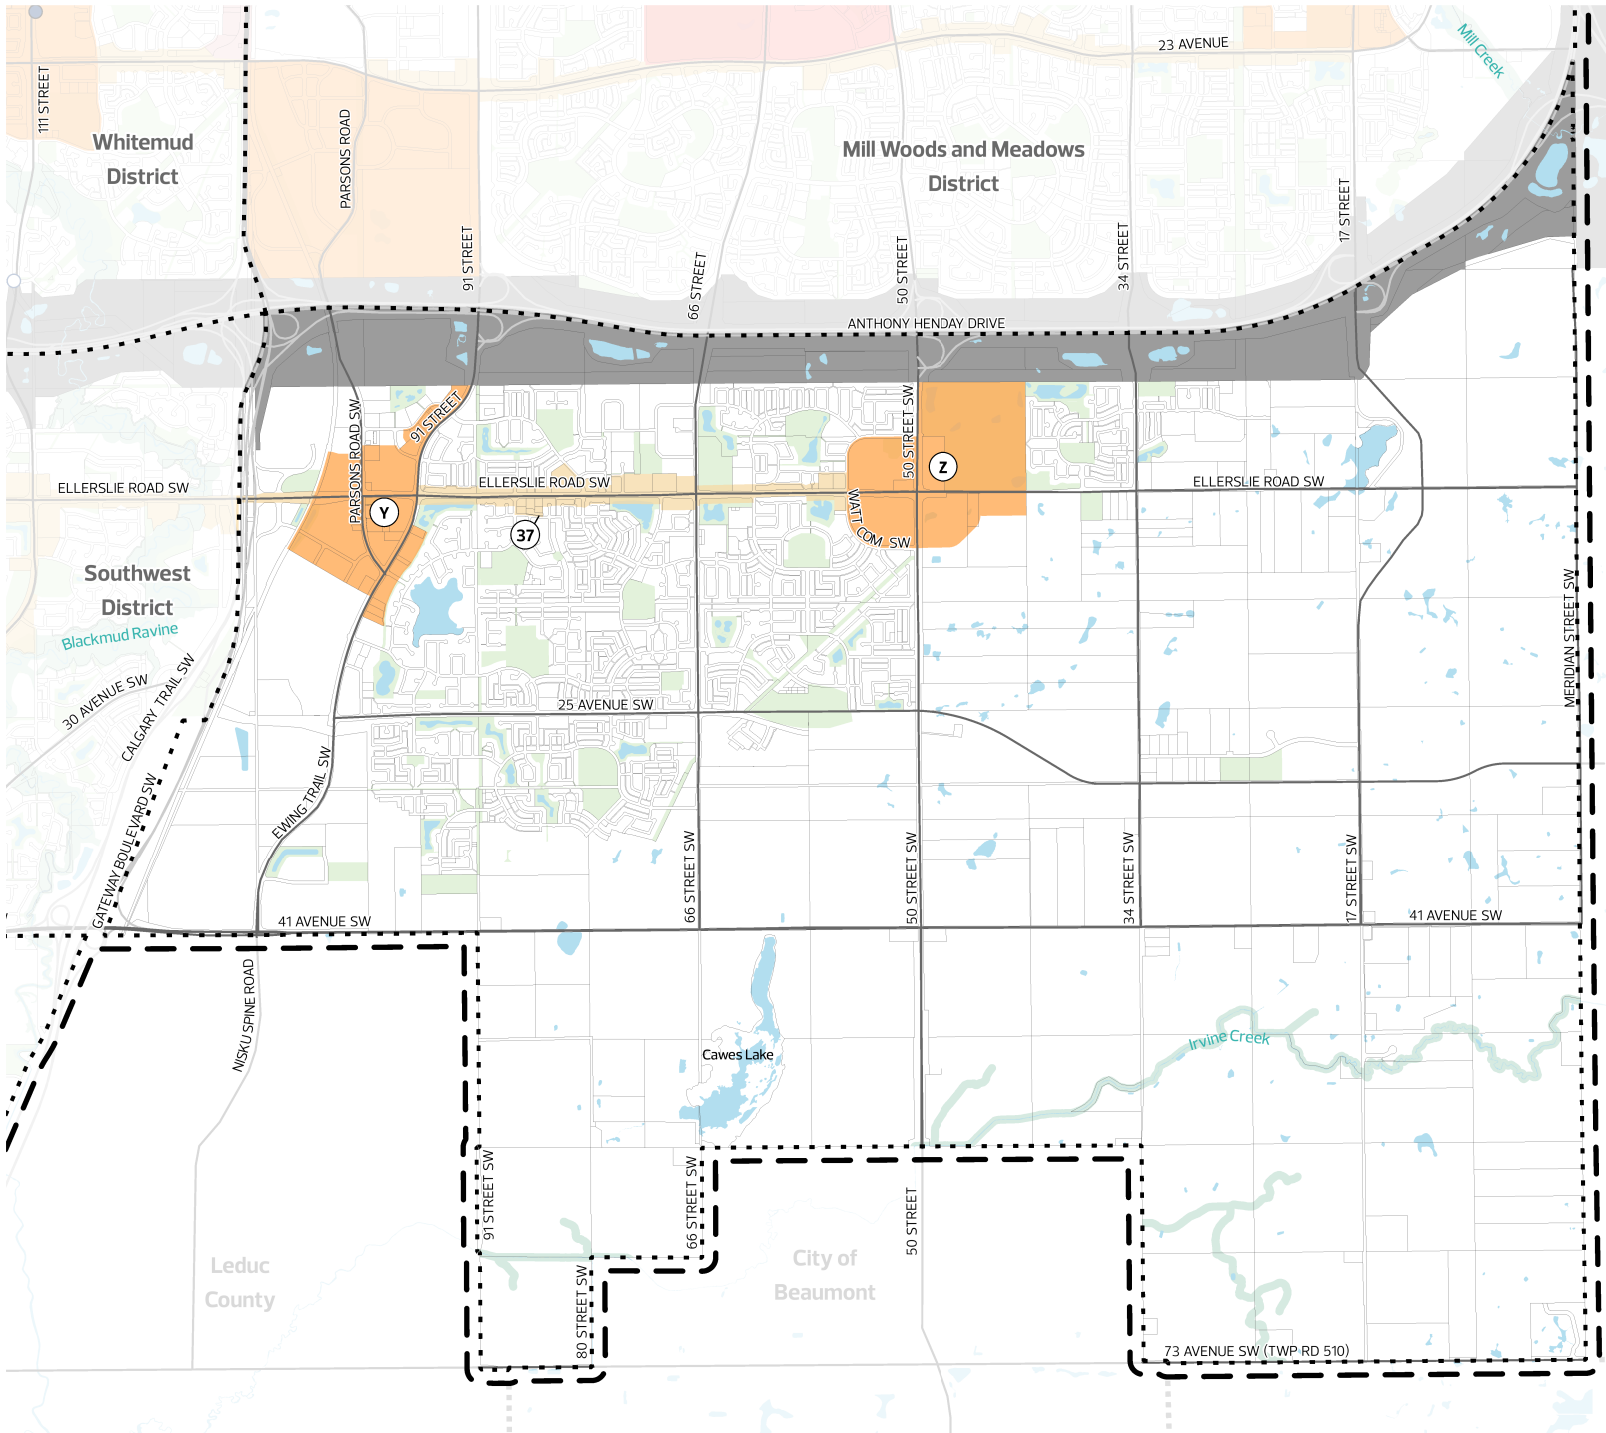 23 AVENUE
Mill Creek
111 STREET
PARSONS ROAD
Whitemud
District
Mill Woods and Meadows
District
91 STREET
66 STREET
50 STREET
34 STREET
17 STREET
ANTHONY HENDAY DRIVE
PARSONS ROAD SW
91 STREET
50 STREET SW
Z
ELLERSLIE ROAD SW
ELLERSLIE ROAD SW
ELLERSLIE ROAD SW
Y
37
WATT COM SW
Southwest
District
Blackmud Ravine
MERIDIAN STREET SW
30 AVENUE SW
CALGARY TRAIL SW
25 AVENUE SW
GATEWAY BOULEVARD SW
EWING TRAIL SW
66 STREET SW
50 STREET SW
34 STREET SW
17 STREET SW
41 AVENUE SW
41 AVENUE SW
NISKU SPINE ROAD
Cawes Lake
Irvine Creek
91 STREET SW
66 STREET SW
50 STREET
Leduc
County
City of
Beaumont
80 STREET SW
73 AVENUE SW (TWP RD 510)